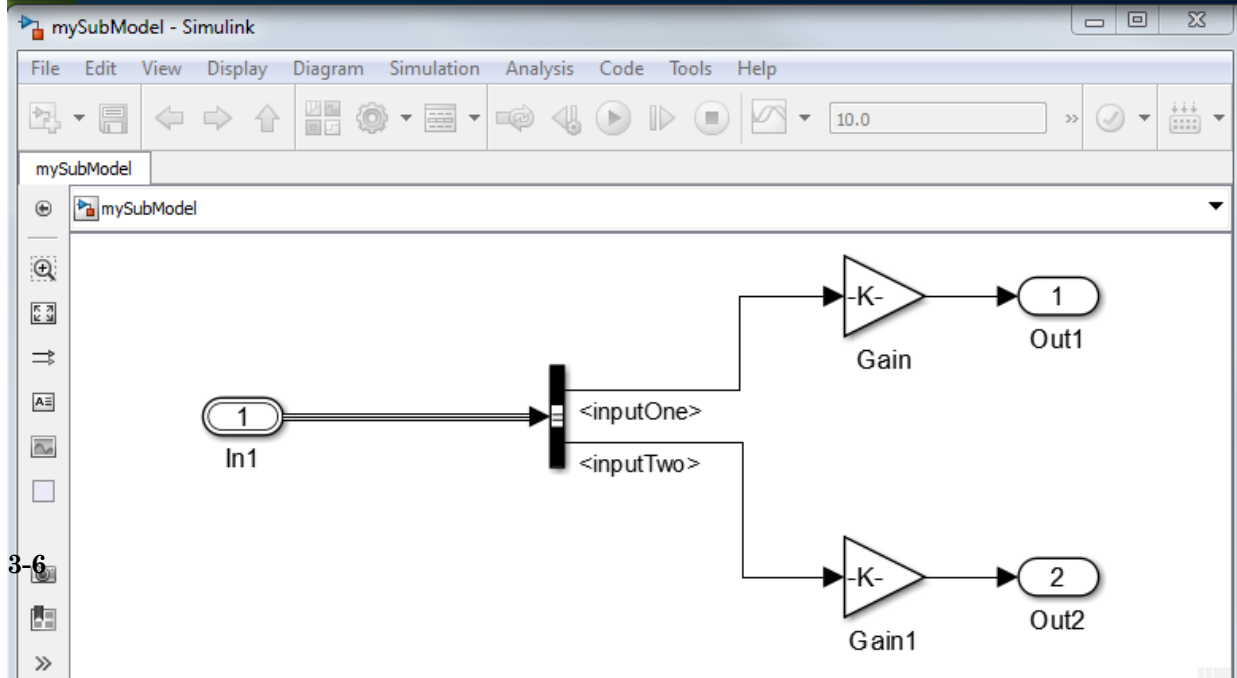 mySubModel - Simulink
File Edit View Display Diagram Simulation Analysis Code Tools Help
10.0
mySubModel
mySubModel
-K-
1
Out1
Gain
<inputOne>
1
In1
<inputTwo>
3-6
-K-
2
Out2
Gain1